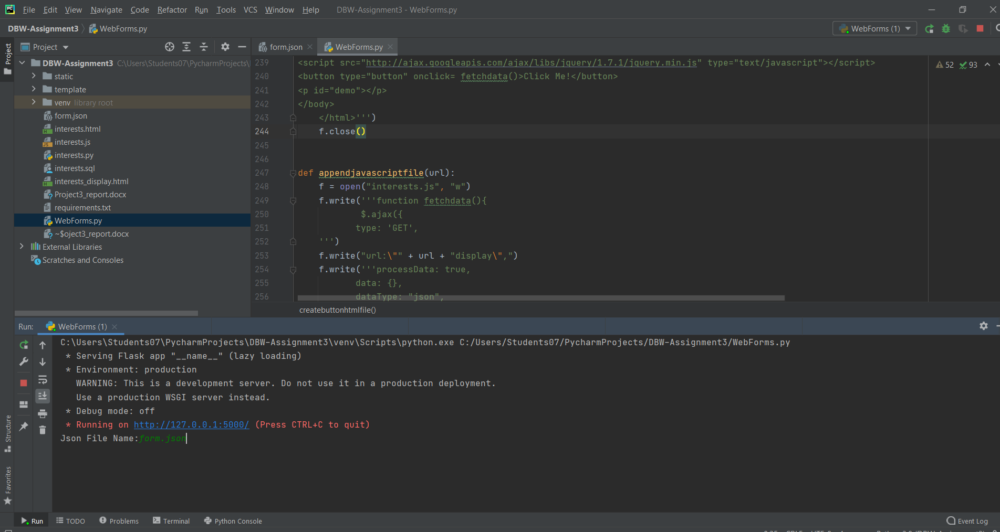 PC File Edit View Navigate Code Refactor Run Tools VCS Window Help DBW-Assignment3 - WebForms.py
DBW-Assignment3 WebForms.py WebForms (1)
Project
Project
form.json
WebForms.py
DBW-Assignment3 C:\Users\Students07\PycharmProjects\
static
template
venv library root
form.json
interests.html
interests.js
interests.py
interests.sql
interests_display.html
Project3_report.docx
requirements.txt
WebForms.py
~$oject3_report.docx
External Libraries
Scratches and Consoles
52 93
239 <script src="http://ajax.googleapis.com/ajax/libs/jquery/1.7.1/jquery.min.js" type="text/javascript"></script>
240 <button type="button" onclick= fetchdata()>Click Me!</button>
241 <p id="demo"></p>
242 </body>
243     </html>''')
244     f.close()
245
246
247 def appendjavascriptfile(url):
248     f = open("interests.js", "w")
249     f.write('''function fetchdata(){
250             $.ajax({
251            type: 'GET',
252     ''')
253     f.write("url:\"" + url + "display\",")
254     f.write('''processData: true,
255            data: {},
256            dataType: "json",
createbuttonhtmlfile()
Run: WebForms (1)
C:\Users\Students07\PycharmProjects\DBW-Assignment3\venv\Scripts\python.exe C:/Users/Students07/PycharmProjects/DBW-Assignment3/WebForms.py
 * Serving Flask app "__name__" (lazy loading)
 * Environment: production
   WARNING: This is a development server. Do not use it in a production deployment.
   Use a production WSGI server instead.
 * Debug mode: off
 * Running on http://127.0.0.1:5000/ (Press CTRL+C to quit)
Json File Name:form.json
Structure
Favorites
Run TODO Problems Terminal Python Console Event Log